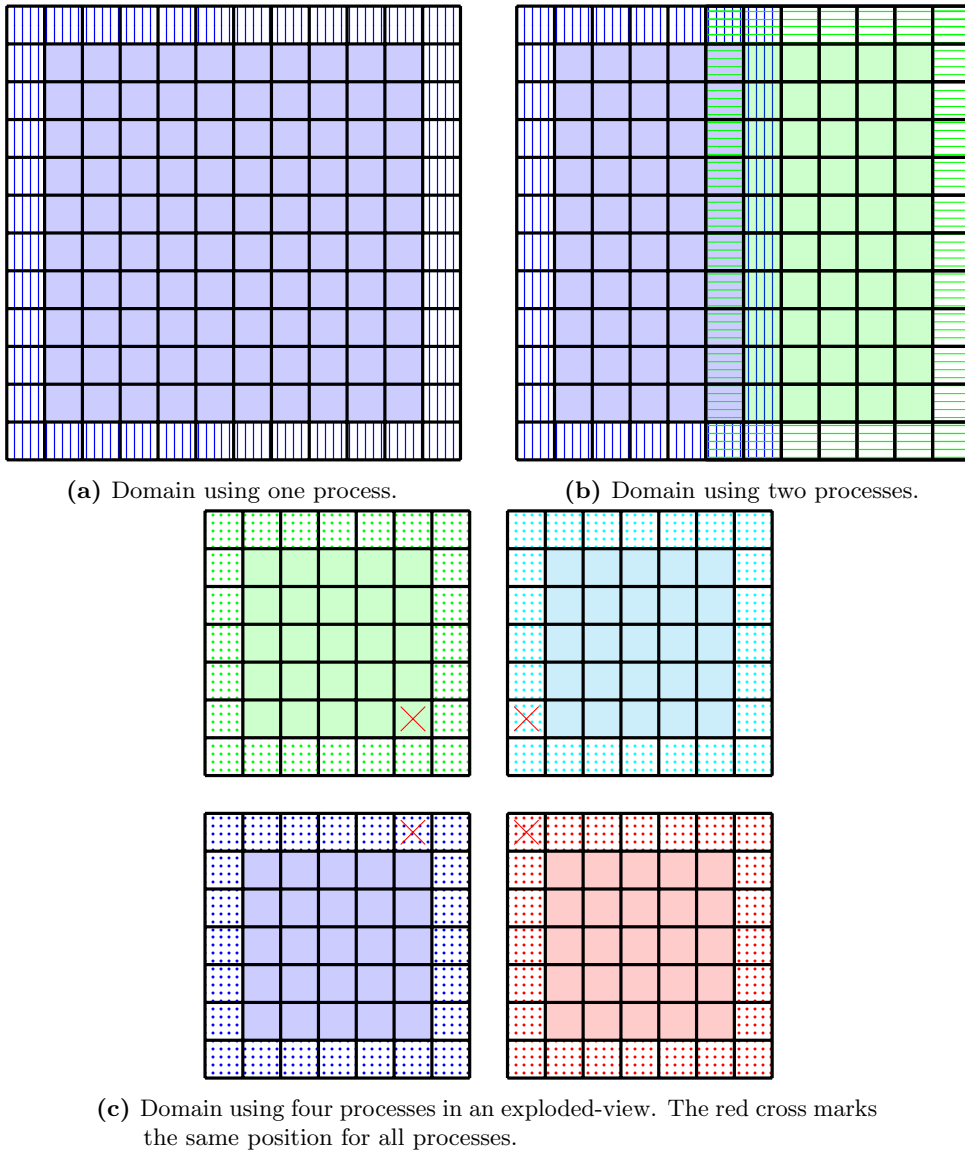 (a) Domain using one process.
(b) Domain using two processes.
(c) Domain using four processes in an exploded-view. The red cross marks
the same position for all processes.